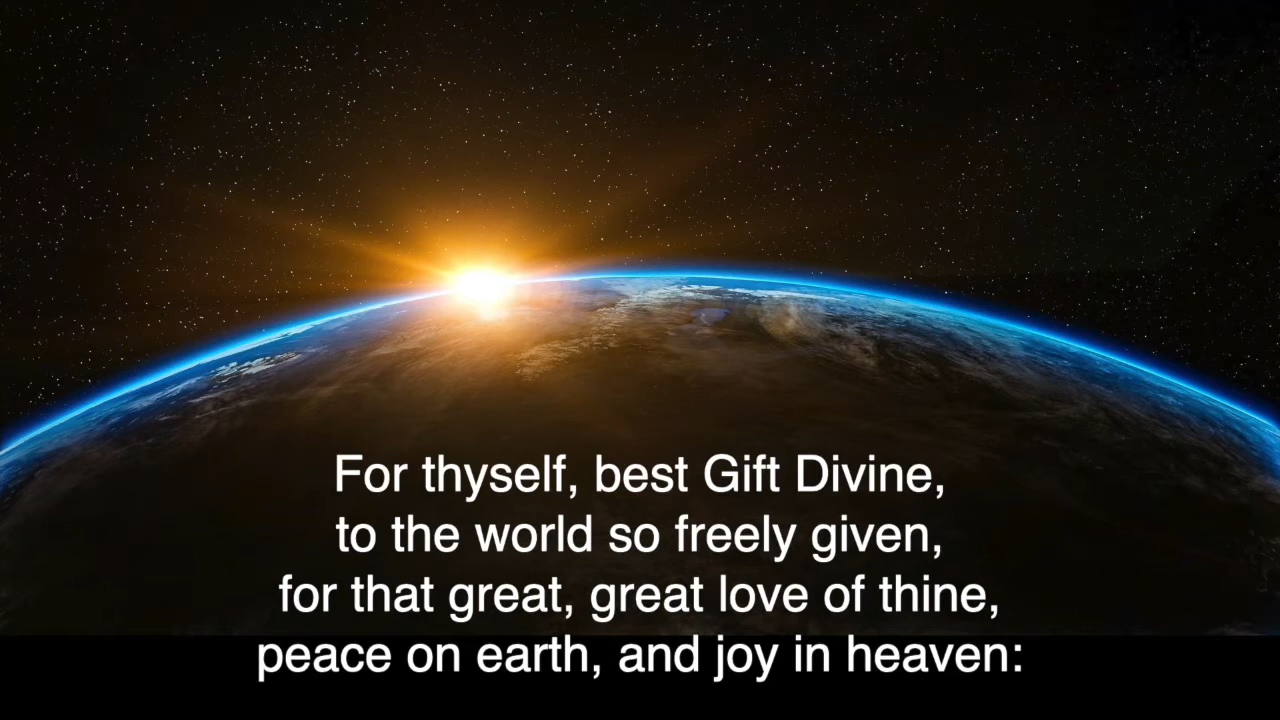 For thyself, best Gift Divine,
to the world so freely given,
for that great, great love of thine,
peace on earth, and joy in heaven: